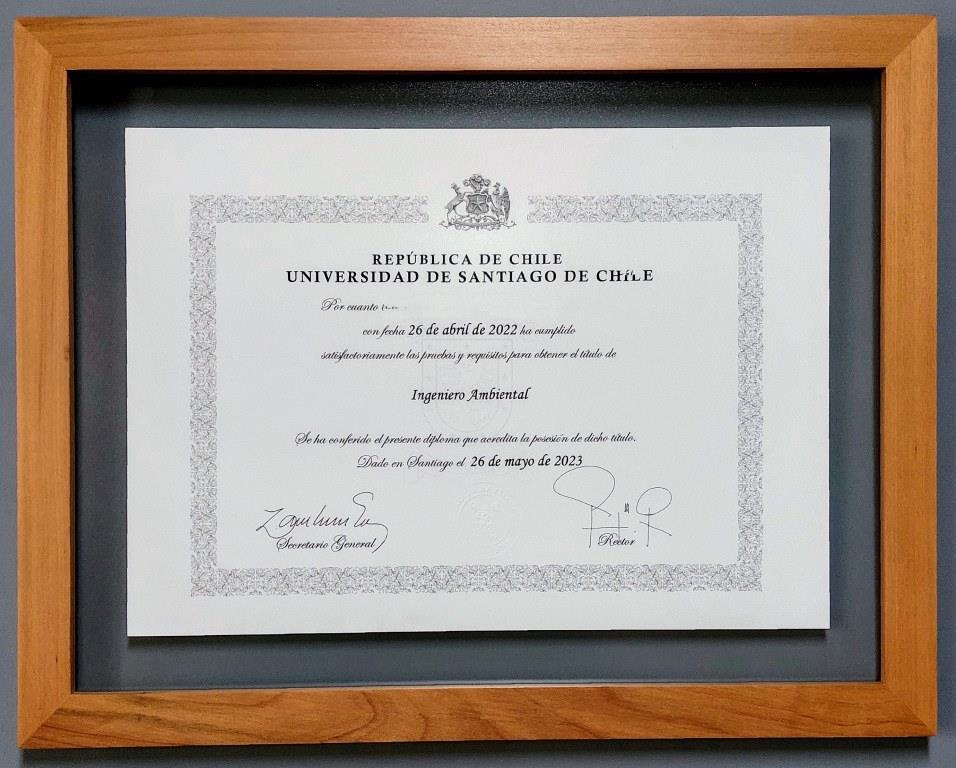 REPÚBLICA DE CHILE
UNIVERSIDAD DE SANTIAGO DE CHILE
Por cuanto
con fecha 26 de abril de 2022 ha cumplido
satisfactoriamente las pruebas y requisitos para obtener el título de
Ingeniero Ambiental
Se ha conferido el presente diploma que acredita la posesión de dicho título.
Dado en Santiago el 26 de mayo de 2023
Secretario General
Rector